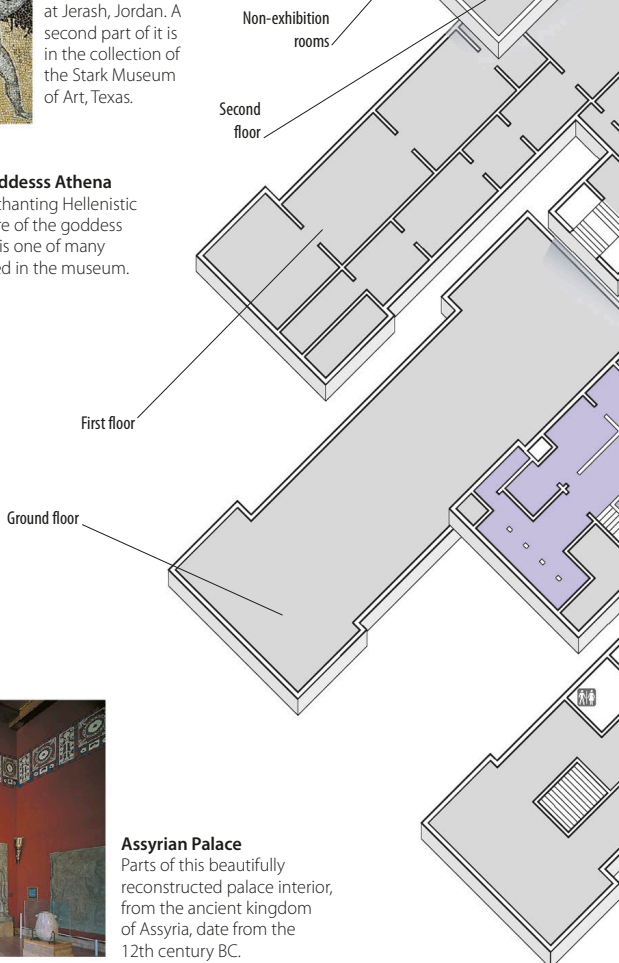 at Jerash, Jordan. A
second part of it is
in the collection of
the Stark Museum
of Art, Texas.
Non-exhibition
rooms
Second
floor
ddesss Athena
chanting Hellenistic
re of the goddess
is one of many
ed in the museum.
First floor
Ground floor
Assyrian Palace
Parts of this beautifully
reconstructed palace interior,
from the ancient kingdom
of Assyria, date from the
12th century BC.